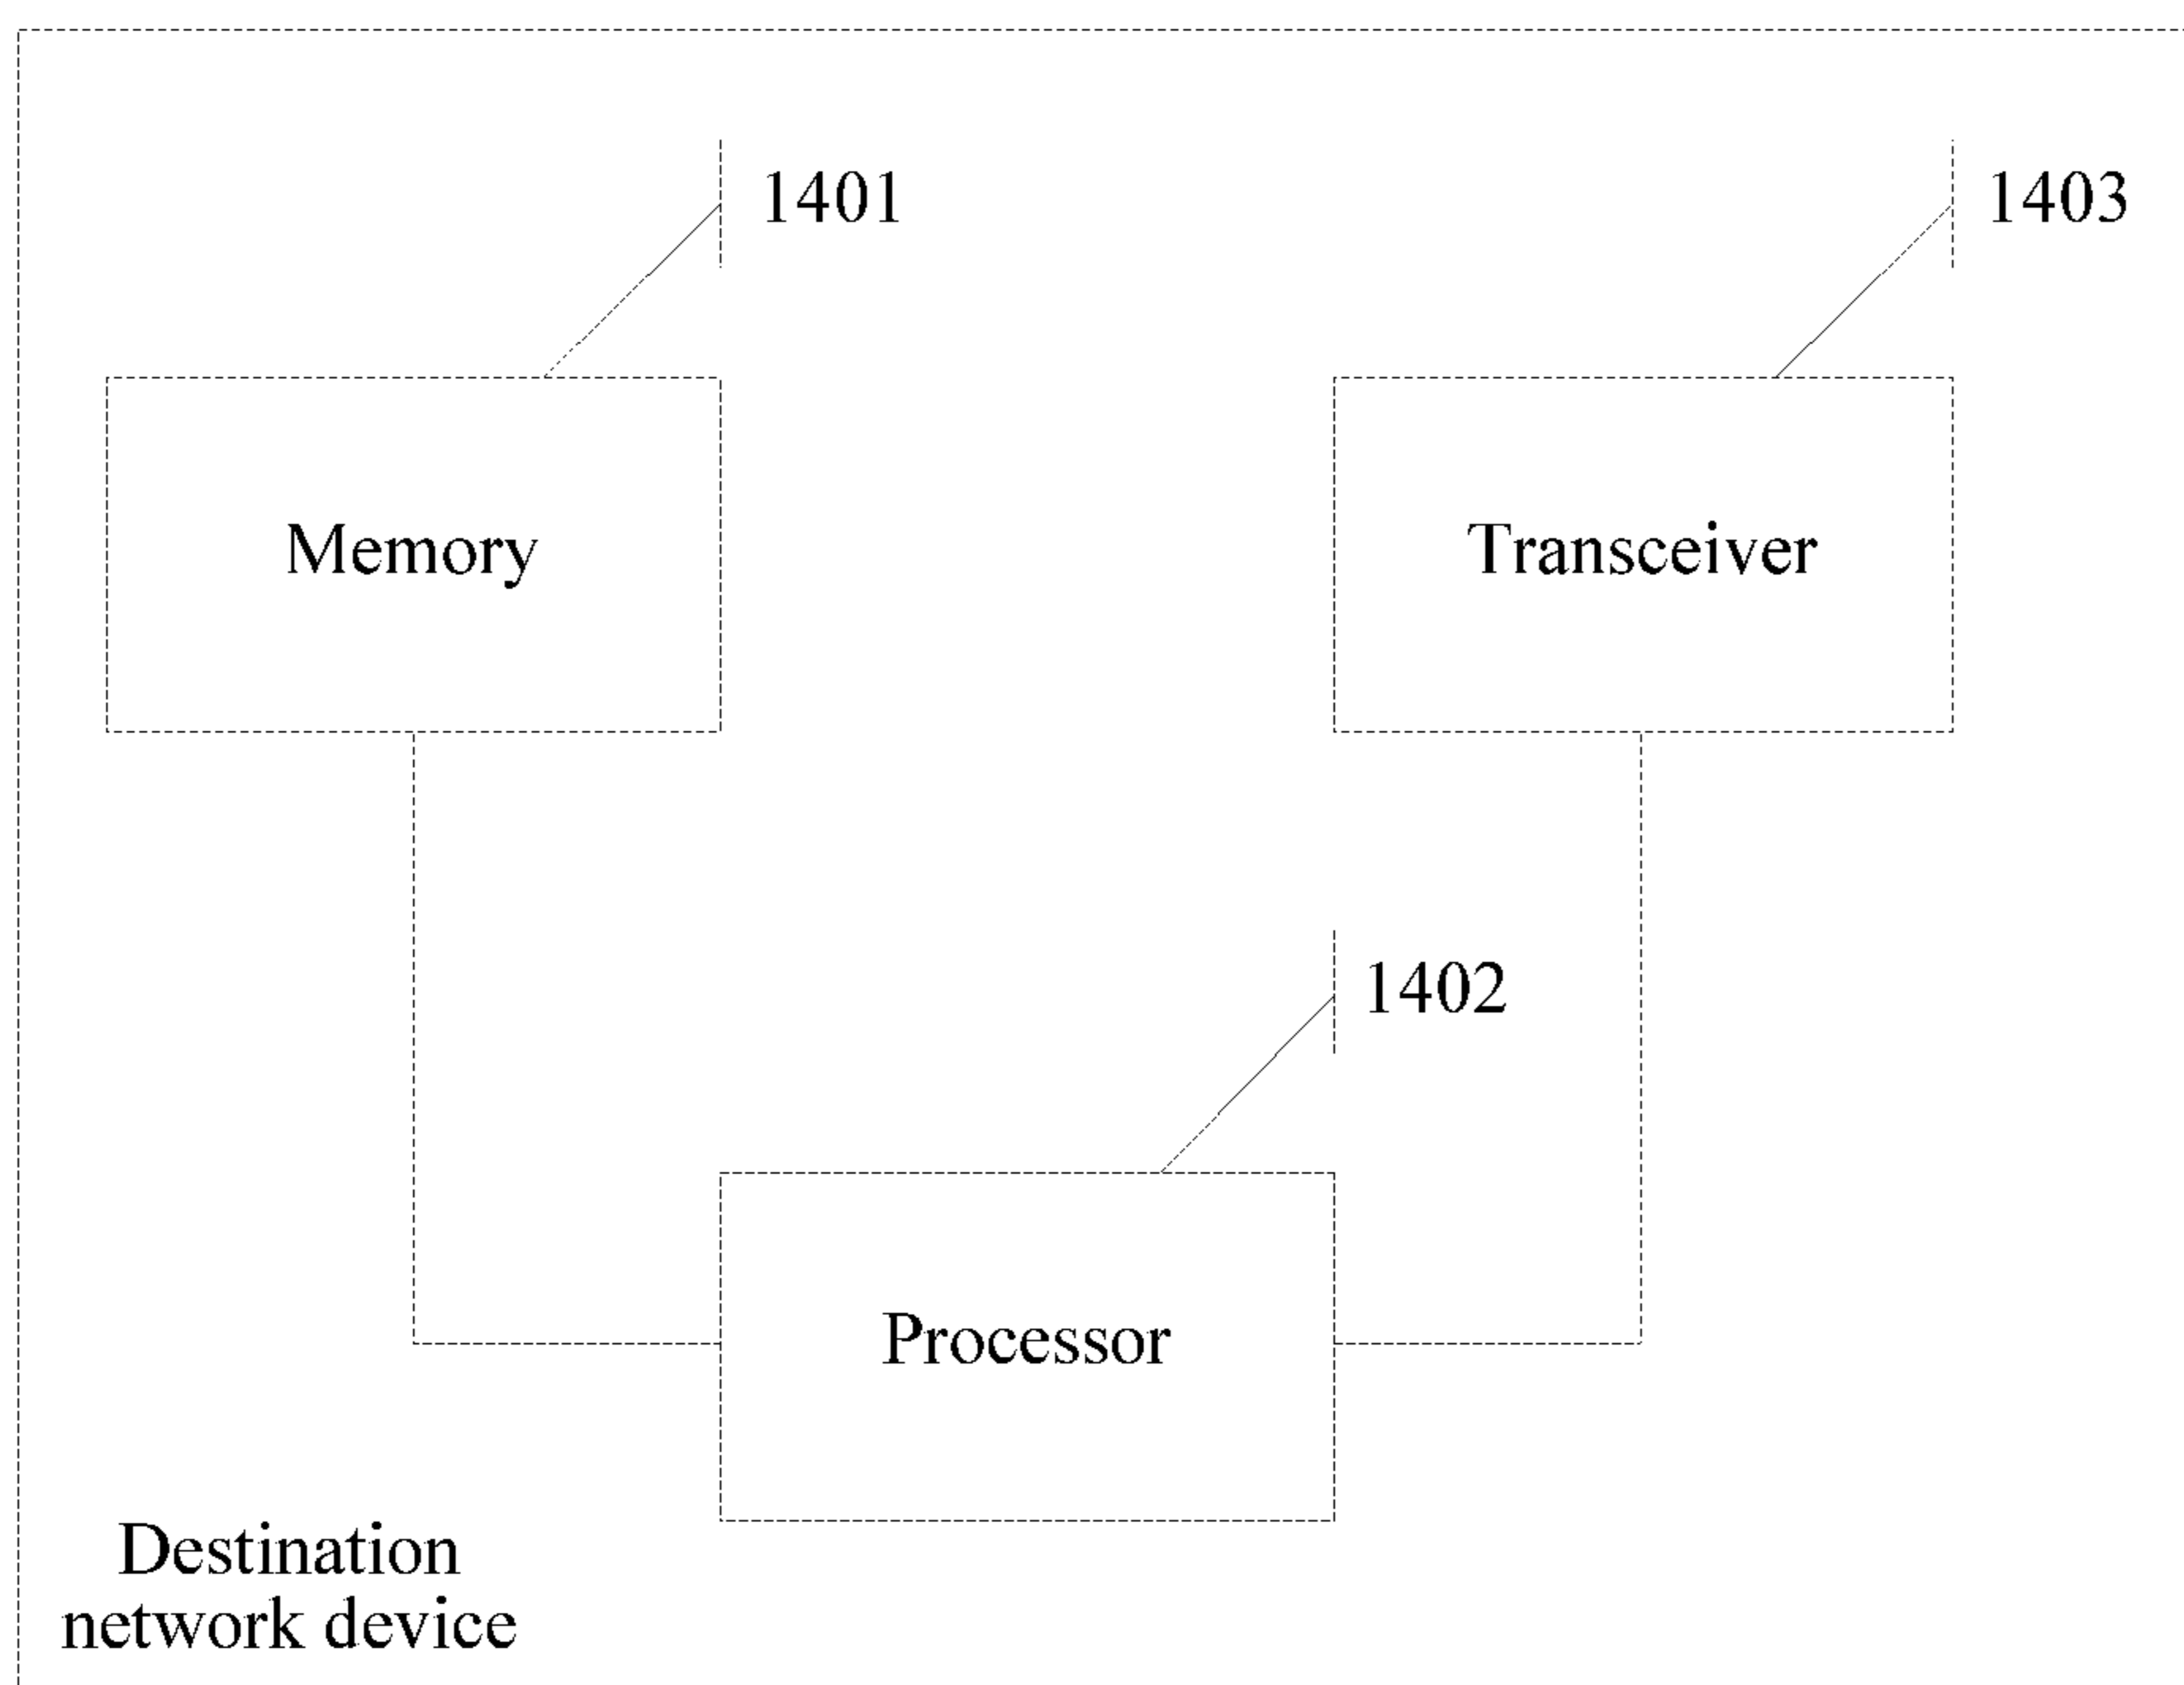 1401
1403
Memory
Transceiver
1402
Processor
Destination
network device